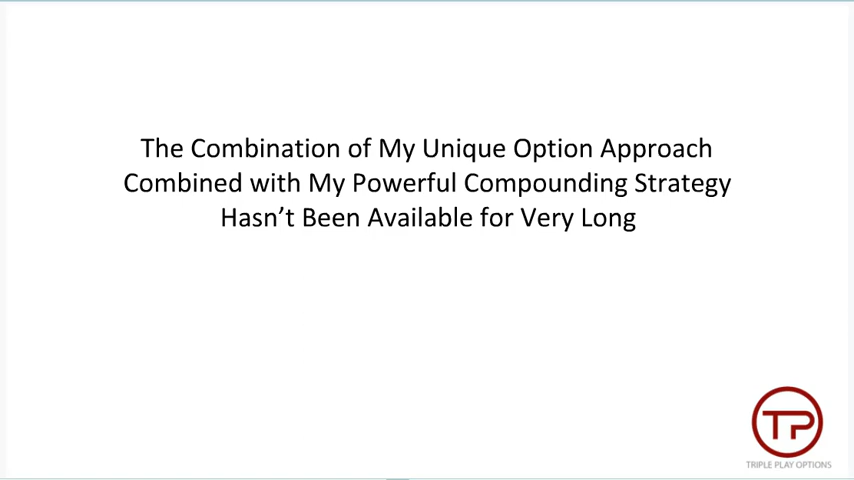 The Combination of My Unique Option Approach
Combined with My Powerful Compounding Strategy
Hasn’t Been Available for Very Long
TP
TRIPLE PLAY OPTIONS